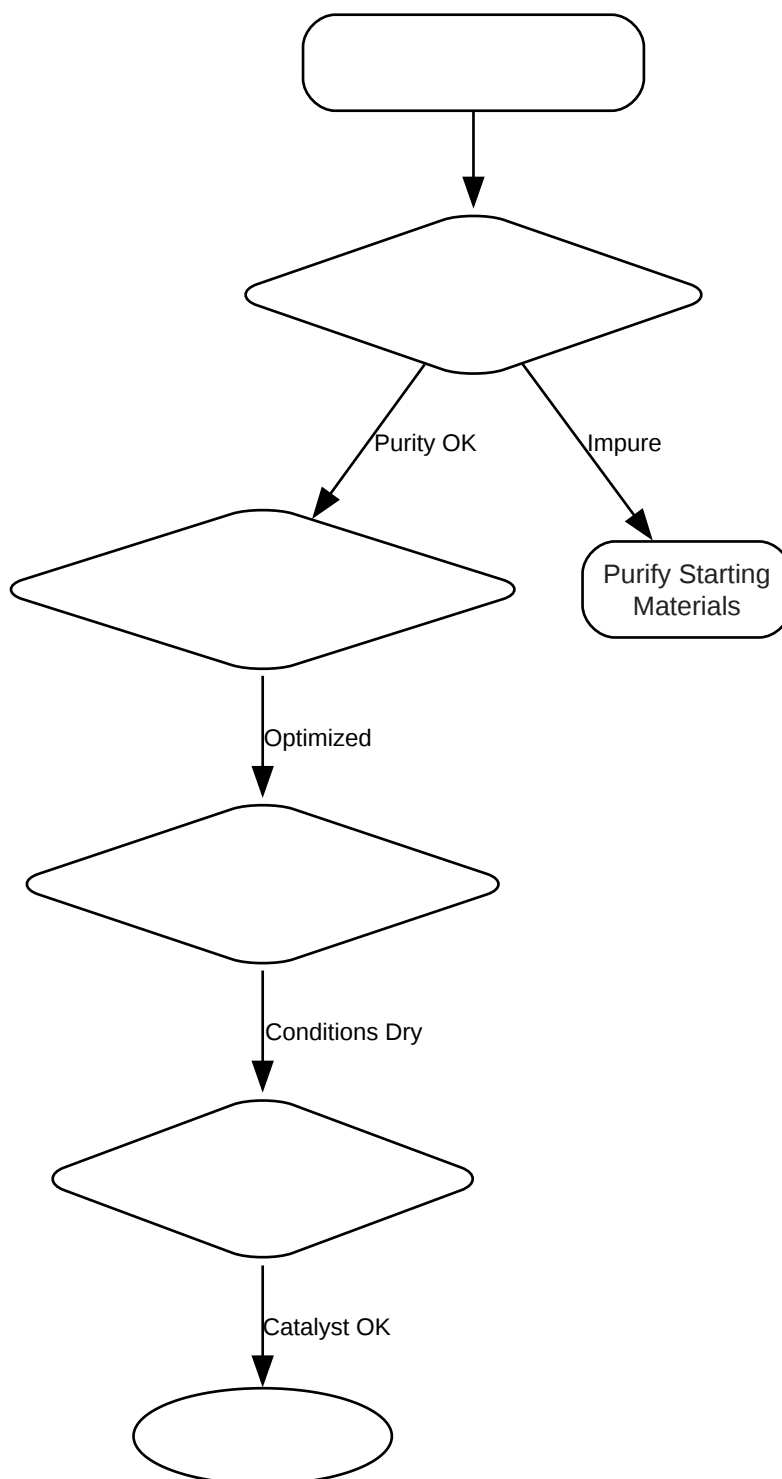 Purity OK
Impure
Purify Starting
Materials
Optimized
Conditions Dry
Catalyst OK